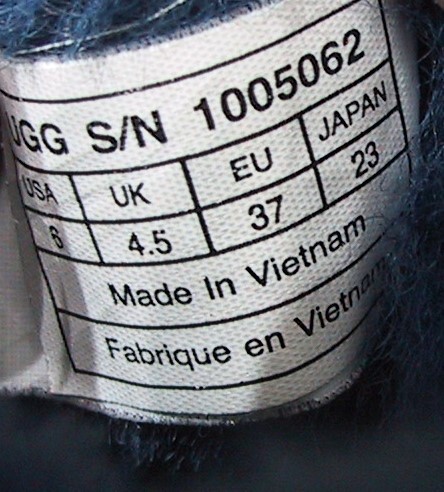 UGG S/N 1005062
USA UK EU JAPAN
6 4.5 37 23
Made In Vietnam
Fabrique en Vietnam